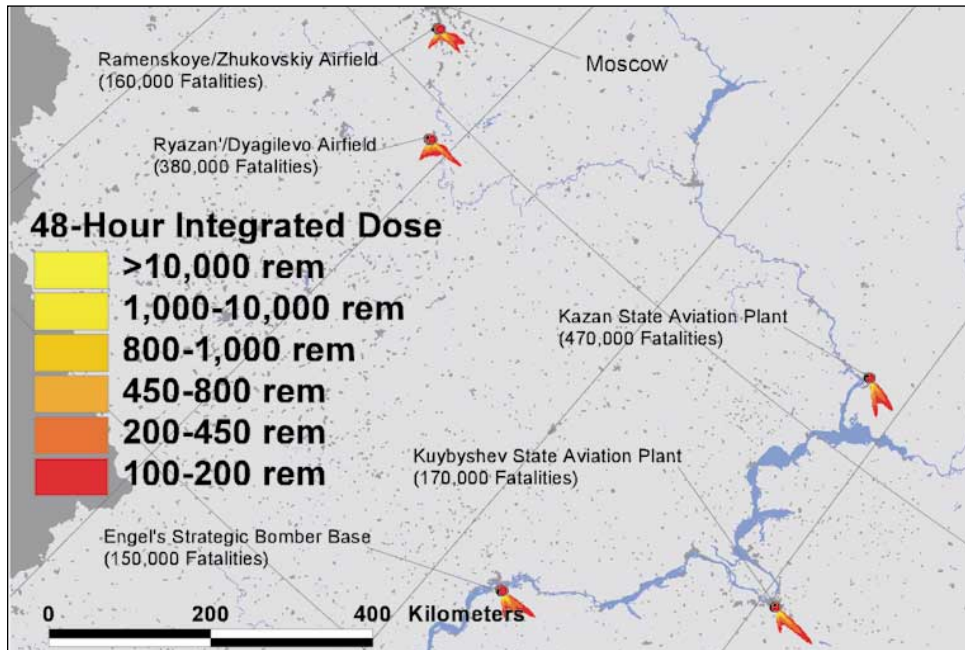 Ramenskoye/Zhukovskiy Airfield
(160,000 Fatalities)
Moscow
Ryazan'/Dyagilevo Airfield
(380,000 Fatalities)
48-Hour Integrated Dose
>10,000 rem
1,000-10,000 rem
800-1,000 rem
450-800 rem
200-450 rem
100-200 rem
Kazan State Aviation Plant
(470,000 Fatalities)
Kuybyshev State Aviation Plant
(170,000 Fatalities)
Engel's Strategic Bomber Base
(150,000 Fatalities)
0 200 400 Kilometers